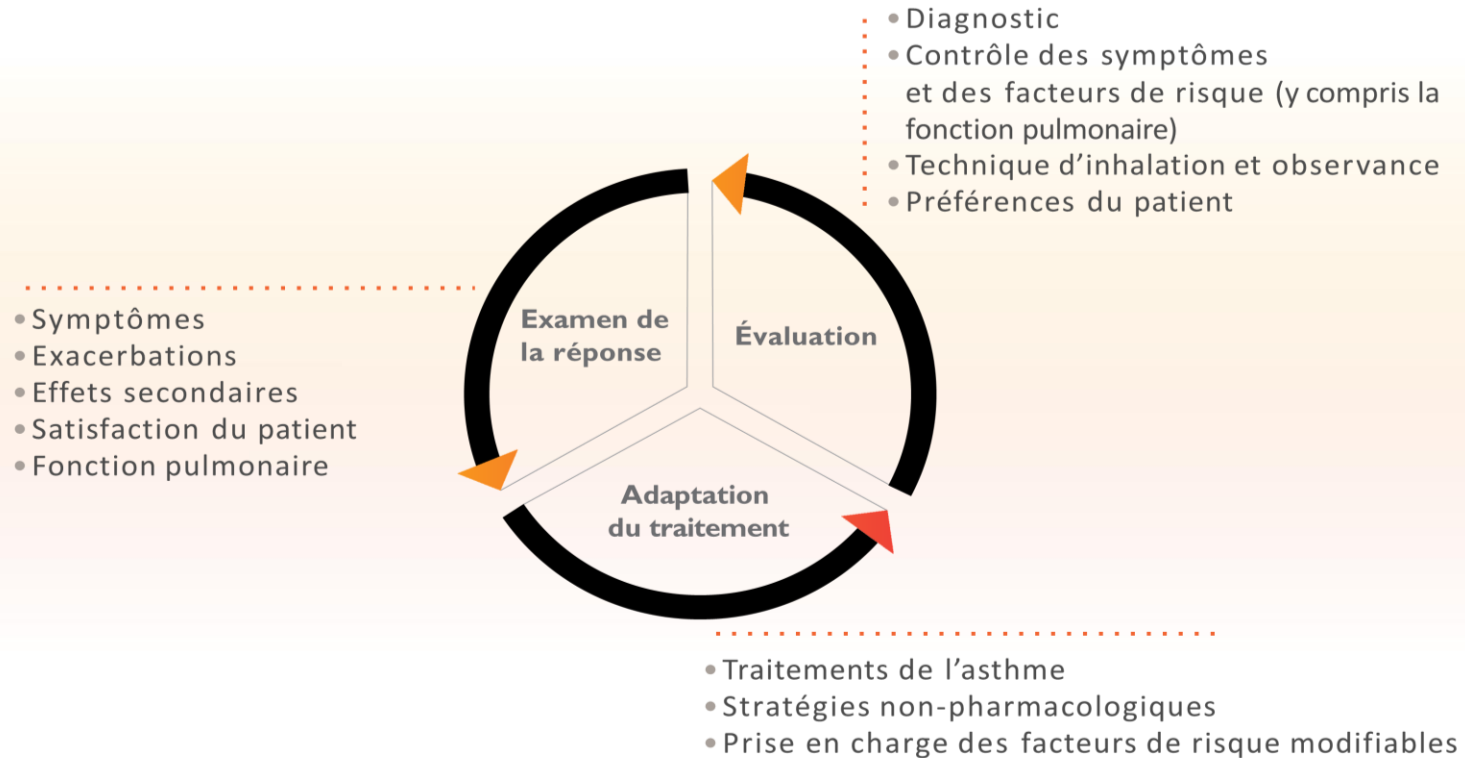 • Diagnostic
• Contrôle des symptômes
et des facteurs de risque (y compris la
fonction pulmonaire)
• Technique d’inhalation et observance
• Préférences du patient
Examen de
la réponse
Évaluation
• Symptômes
• Exacerbations
• Effets secondaires
• Satisfaction du patient
• Fonction pulmonaire
Adaptation
du traitement
• Traitements de l’asthme
• Stratégies non-pharmacologiques
• Prise en charge des facteurs de risque modifiables